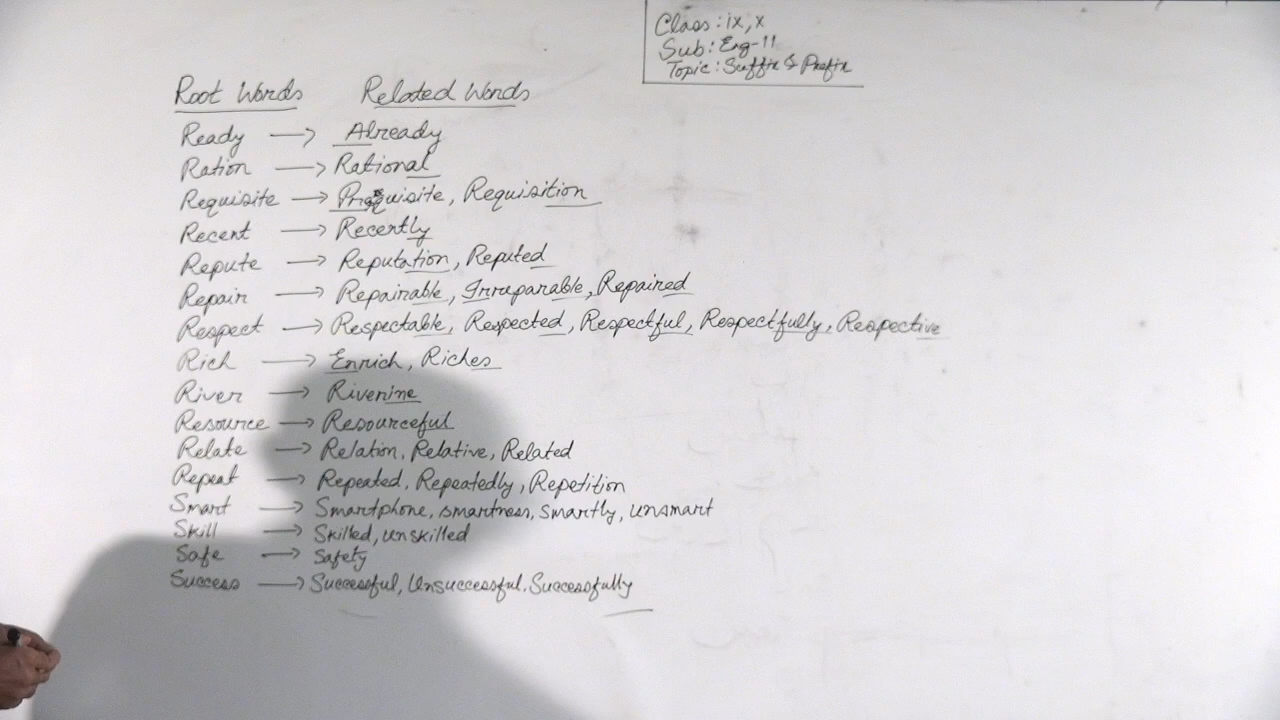 Class : ix, x
Sub : Eng-11
Topic : Suffix & Prefix
Root Words Related Words
Ready → Already
Ration → Rational
Requisite → Prequisite, Requisition
Recent → Recently
Repute → Reputation, Reputed
Repair → Repairable, Irreparable, Repaired
Respect → Respectable, Respected, Respectful, Respectfully, Respective
Rich → Enrich, Riches
River → Riverine
Resource → Resourceful
Relate → Relation, Relative, Related
Repeat → Repeated, Repeatedly, Repetition
Smart → Smartphone, smartness, smartly, unsmart
Skill → Skilled, unskilled
Safe → Safety
Success → Successful, Unsuccessful, Successfully